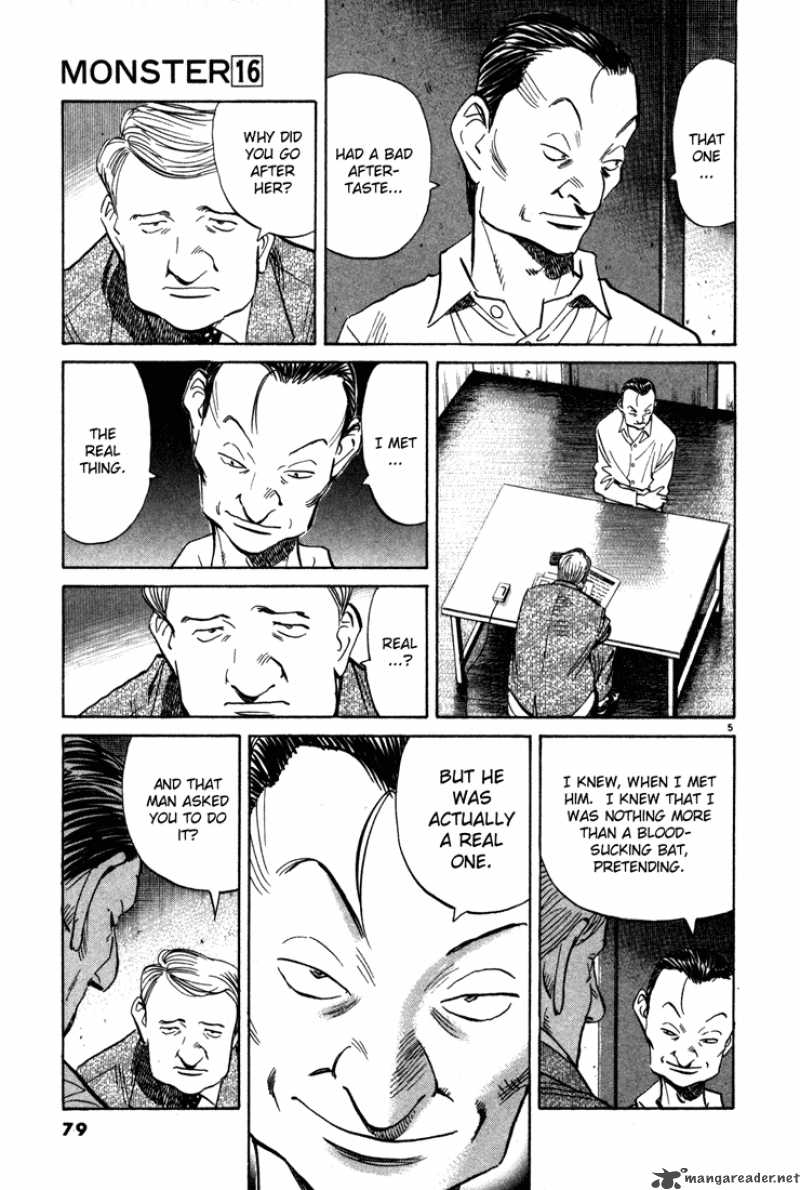 MONSTER 16
THAT
ONE
...
HAD A BAD
AFTER-
TASTE...
WHY DID
YOU GO
AFTER
HER?
I MET
...
THE
REAL
THING.
REAL
...?
5
I KNEW, WHEN I MET
HIM. I KNEW THAT I
WAS NOTHING MORE
THAN A BLOOD-
SUCKING BAT,
PRETENDING.
BUT HE
WAS
ACTUALLY
A REAL
ONE.
AND THAT
MAN ASKED
YOU TO DO
IT?
79
mangareader.net